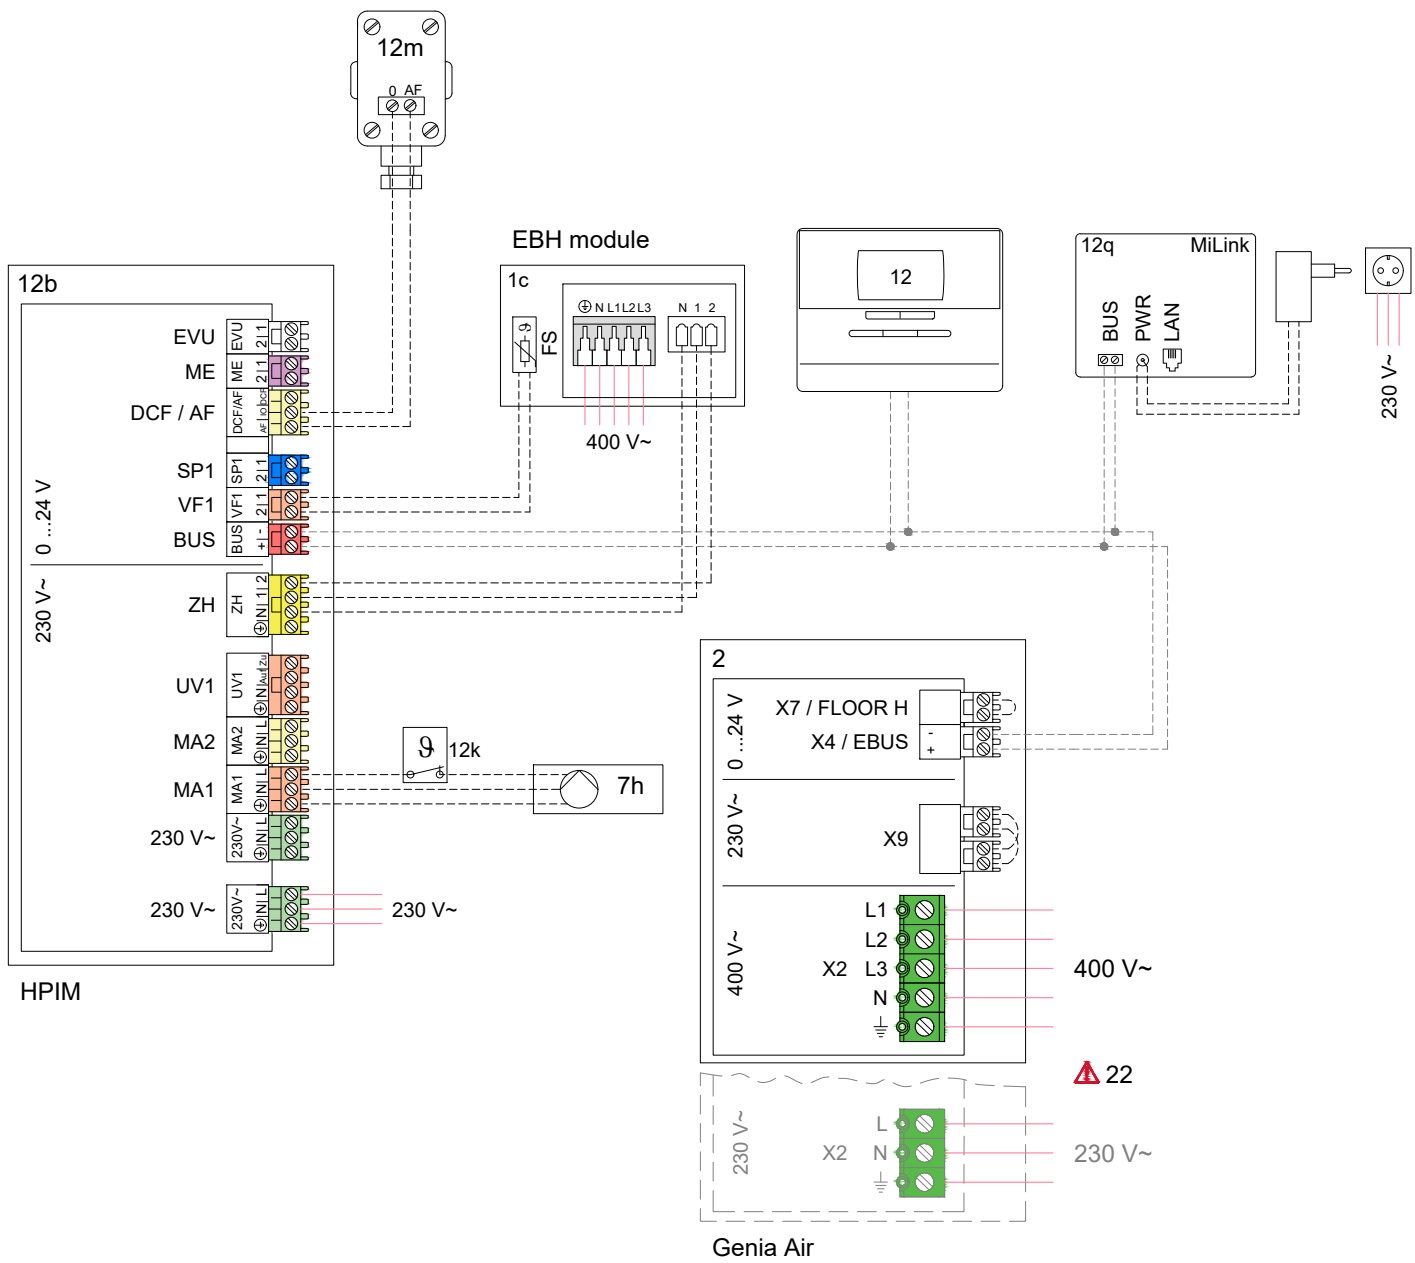 12m
0 AF
EBH module
1c
ϑ
FS
⏚ N L1 L2 L3
N 1 2
400 V~
12
12q MiLink
BUS
PWR
LAN
230 V~
12b
0 ...24 V
230 V~
EVU EVU 2|1
ME ME 2|1
DCF / AF DCF/AF AF |O|DCF
SP1 SP1 2|1
VF1 VF1 2|1
BUS BUS +|-
ZH ZH ⏚|N|1|2
UV1 UV1 ⏚|N|Auf|Zu
MA2 MA2 ⏚|N|L
MA1 MA1 ⏚|N|L
230 V~ 230V~ ⏚|N|L
230 V~ 230V~ ⏚|N|L
230 V~
HPIM
ϑ 12k
7h
2
0 ...24 V
X7 / FLOOR H
X4 / EBUS - +
230 V~
X9
400 V~
X2
L1
L2
L3
N
400 V~
22
230 V~
X2
L
N
230 V~
Genia Air